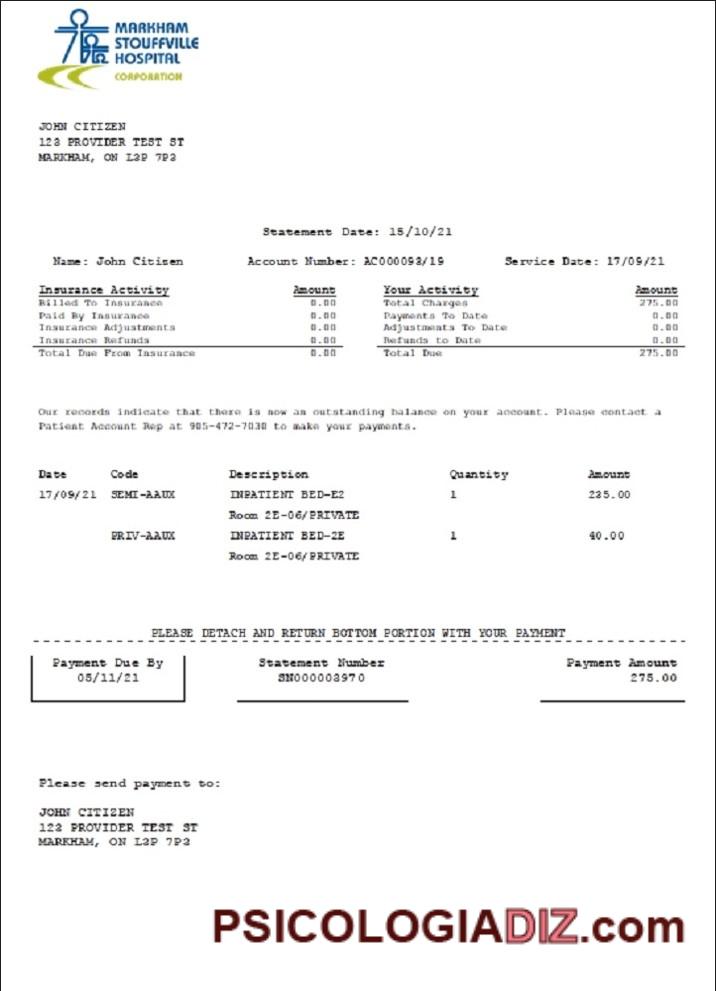 MARKHAM
STOUFFVILLE
HOSPITAL
CORPORATION
JOHN CITIZEN
123 PROVIDER TEST ST
MARKHAM, ON L3P 7P3
Statement Date: 15/10/21
Name: John Citizen Account Number: AC000093/19 Service Date: 17/09/21
Insurance Activity Amount Your Activity Amount
Billed To Insurance 0.00 Total Charges 275.00
Paid By Insurance 0.00 Payments To Date 0.00
Insurance Adjustments 0.00 Adjustments To Date 0.00
Insurance Refunds 0.00 Refunds to Date 0.00
Total Due From Insurance 0.00 Total Due 275.00
Our records indicate that there is now an outstanding balance on your account. Please contact a
Patient Account Rep at 905-472-7030 to make your payments.
Date Code Description Quantity Amount
17/09/21 SEMI-AAUX INPATIENT BED-E2 1 235.00
Room 2E-06/PRIVATE
PRIV-AAUX INPATIENT BED-2E 1 40.00
Room 2E-06/PRIVATE
PLEASE DETACH AND RETURN BOTTOM PORTION WITH YOUR PAYMENT
Payment Due By Statement Number Payment Amount
05/11/21 SN000003970 275.00
Please send payment to:
JOHN CITIZEN
123 PROVIDER TEST ST
MARKHAM, ON L3P 7P3
PSICOLOGIADIZ.com